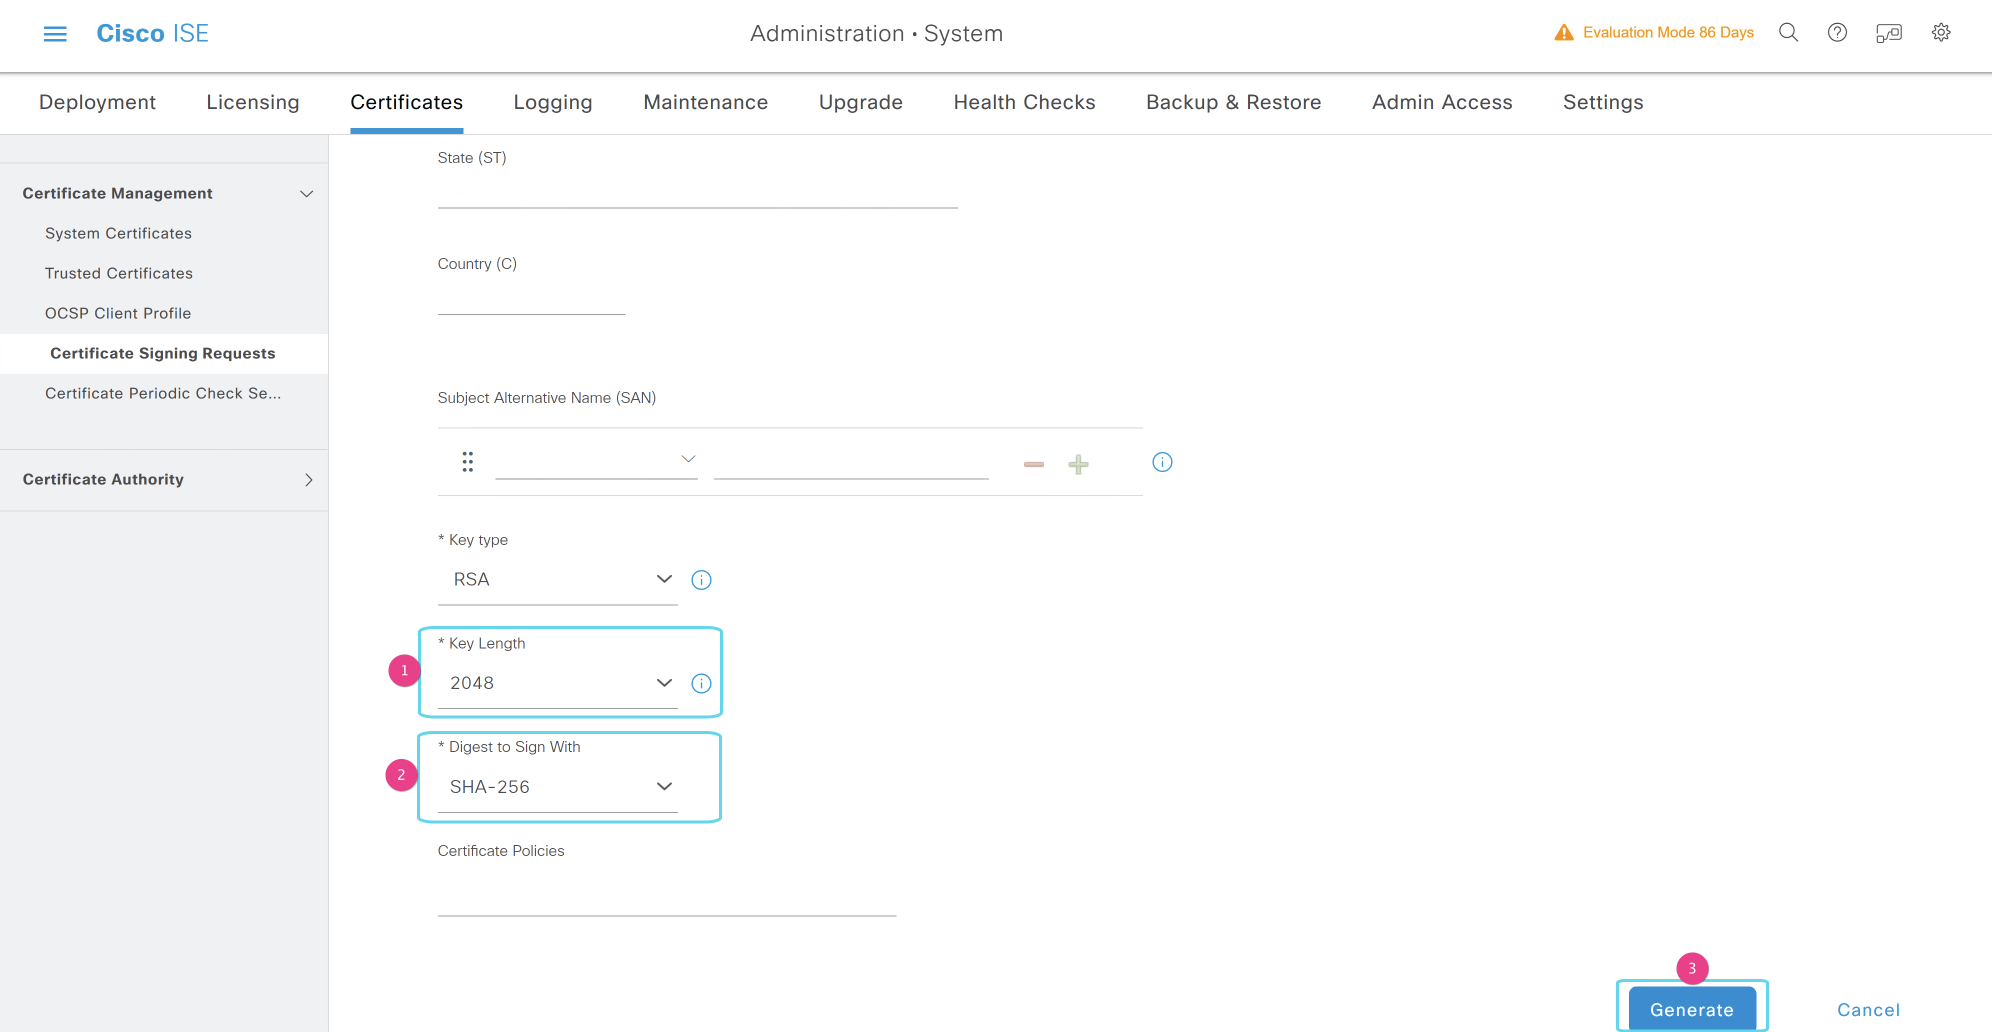 Cisco ISE
Administration • System
Evaluation Mode 86 Days
Deployment
Licensing
Certificates
Logging
Maintenance
Upgrade
Health Checks
Backup & Restore
Admin Access
Settings
Certificate Management
System Certificates
Trusted Certificates
OCSP Client Profile
Certificate Signing Requests
Certificate Periodic Check Se...
Certificate Authority
State (ST)
Country (C)
Subject Alternative Name (SAN)
* Key type
RSA
* Key Length
1
2048
* Digest to Sign With
2
SHA-256
Certificate Policies
3
Generate
Cancel